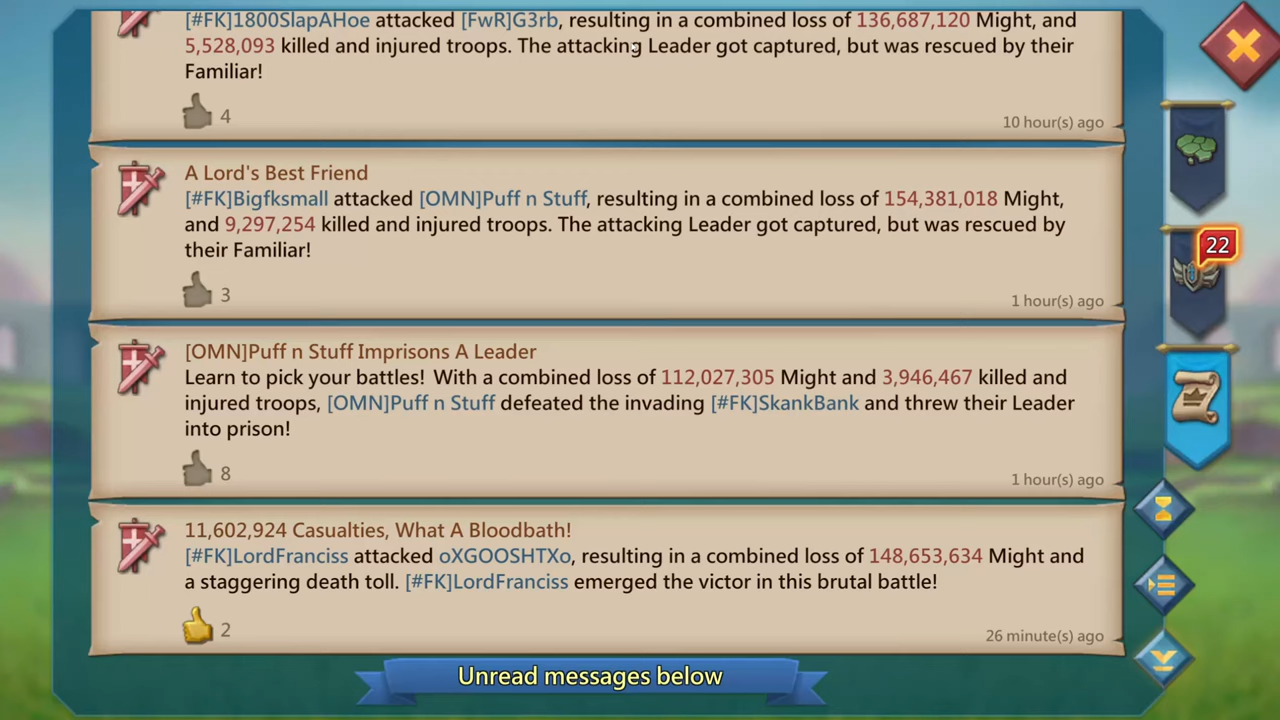 [#FK]1800SlapAHoe attacked [FwR]G3rb, resulting in a combined loss of 136,687,120 Might, and
5,528,093 killed and injured troops. The attacking Leader got captured, but was rescued by their
Familiar!
4
10 hour(s) ago
A Lord's Best Friend
[#FK]Bigfksmall attacked [OMN]Puff n Stuff, resulting in a combined loss of 154,381,018 Might,
and 9,297,254 killed and injured troops. The attacking Leader got captured, but was rescued by
their Familiar!
3
1 hour(s) ago
22
[OMN]Puff n Stuff Imprisons A Leader
Learn to pick your battles! With a combined loss of 112,027,305 Might and 3,946,467 killed and
injured troops, [OMN]Puff n Stuff defeated the invading [#FK]SkankBank and threw their Leader
into prison!
8
1 hour(s) ago
11,602,924 Casualties, What A Bloodbath!
[#FK]LordFranciss attacked oXGOOSHTXo, resulting in a combined loss of 148,653,634 Might and
a staggering death toll. [#FK]LordFranciss emerged the victor in this brutal battle!
2
26 minute(s) ago
Unread messages below